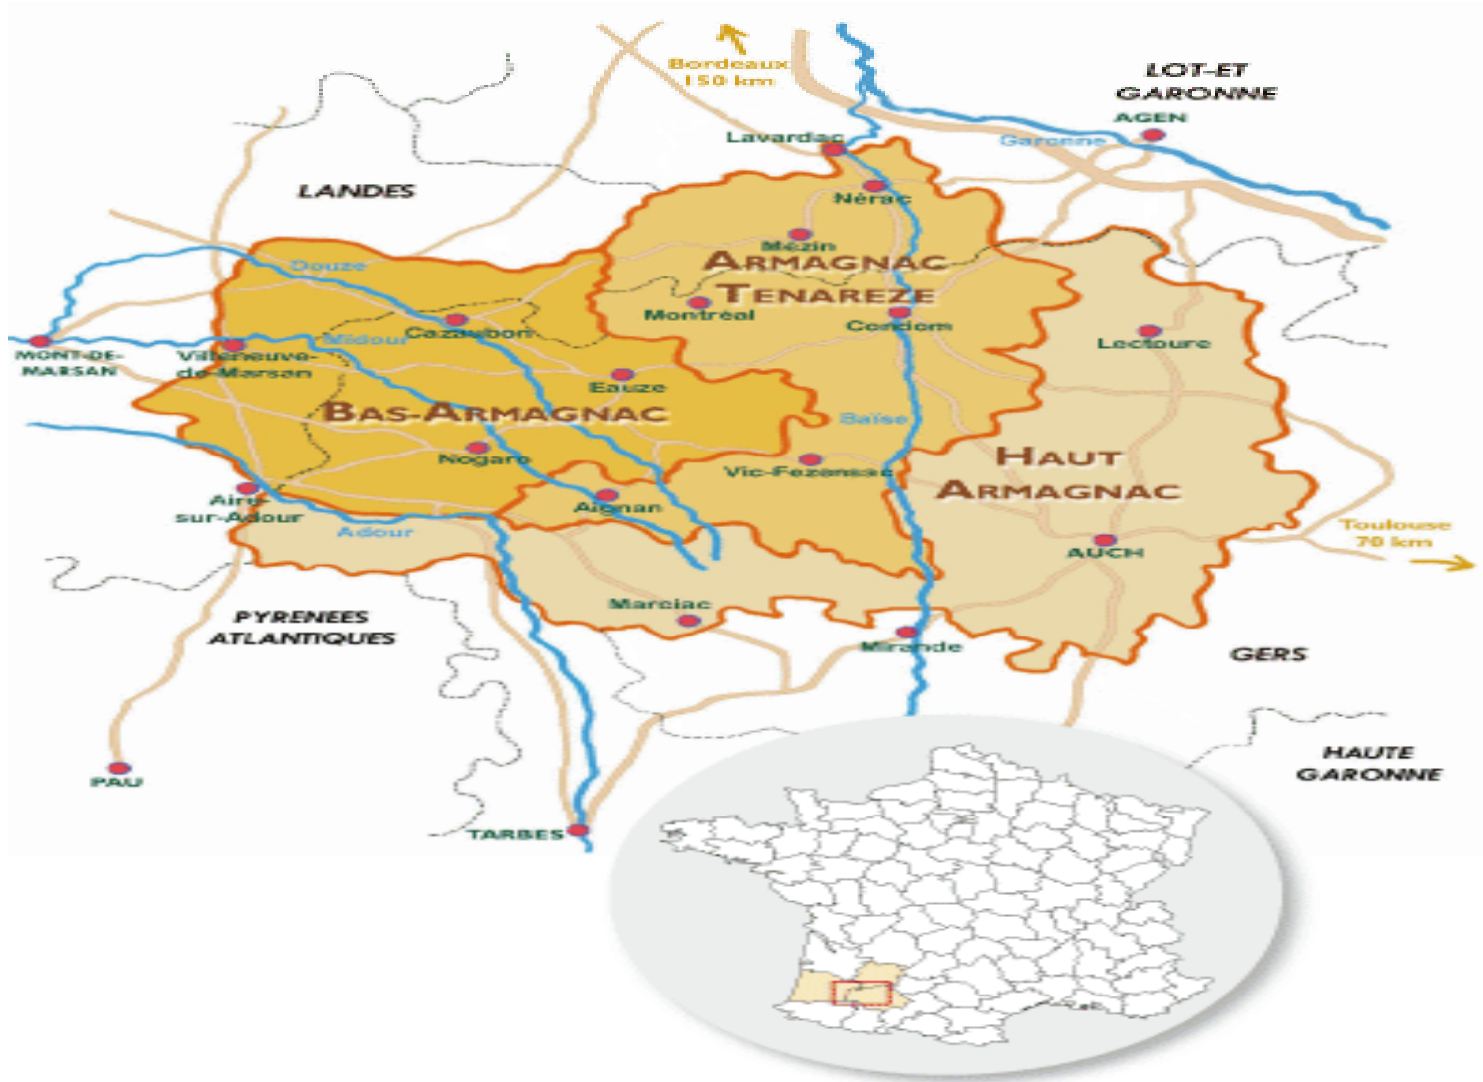 Bordeaux
150 km
LOT-ET
GARONNE
AGEN
Garonne
Lavardac
LANDES
Nérac
Mézin
ARMAGNAC
TENAREZE
Douze
Montréal
Condom
Cazaubon
Midour
Lectoure
MONT-DE-
MARSAN
Villeneuve-
de-Marsan
Eauze
BAS-ARMAGNAC
Baïse
Nogaro
Vic-Fezensac
HAUT
ARMAGNAC
Aire-
sur-Adour
Aignan
Adour
AUCH
Toulouse
70 km
Marciac
PYRENEES
ATLANTIQUES
Mirande
GERS
HAUTE
GARONNE
PAU
TARBES